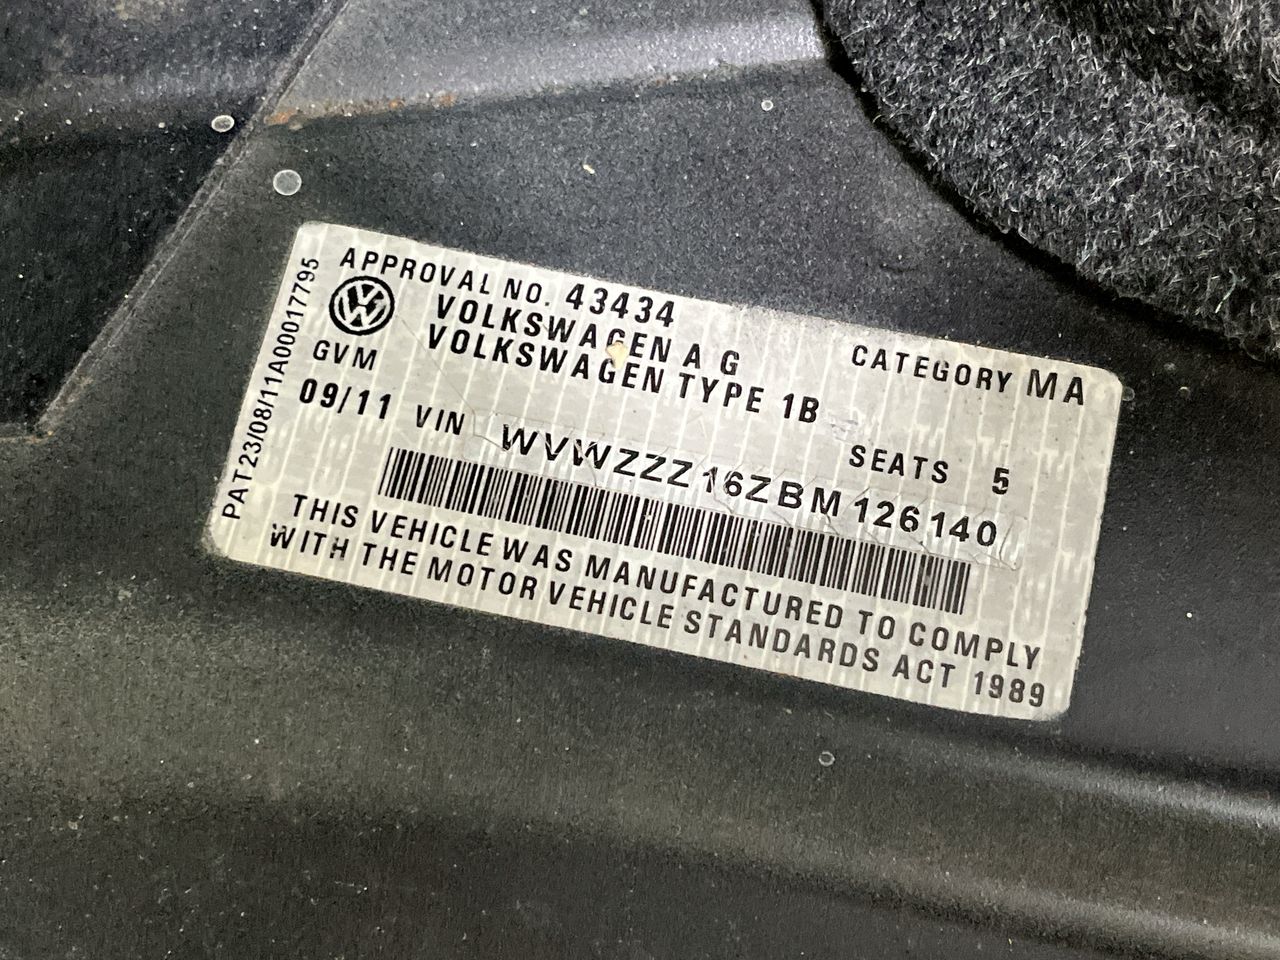 APPROVAL NO. 43434
VOLKSWAGEN A G
CATEGORY MA
VOLKSWAGEN TYPE 1B
GVM
SEATS 5
09/11 VIN WVWZZZ16ZBM126140
THIS VEHICLE WAS MANUFACTURED TO COMPLY
WITH THE MOTOR VEHICLE STANDARDS ACT 1989
PAT23/08/11A00017795